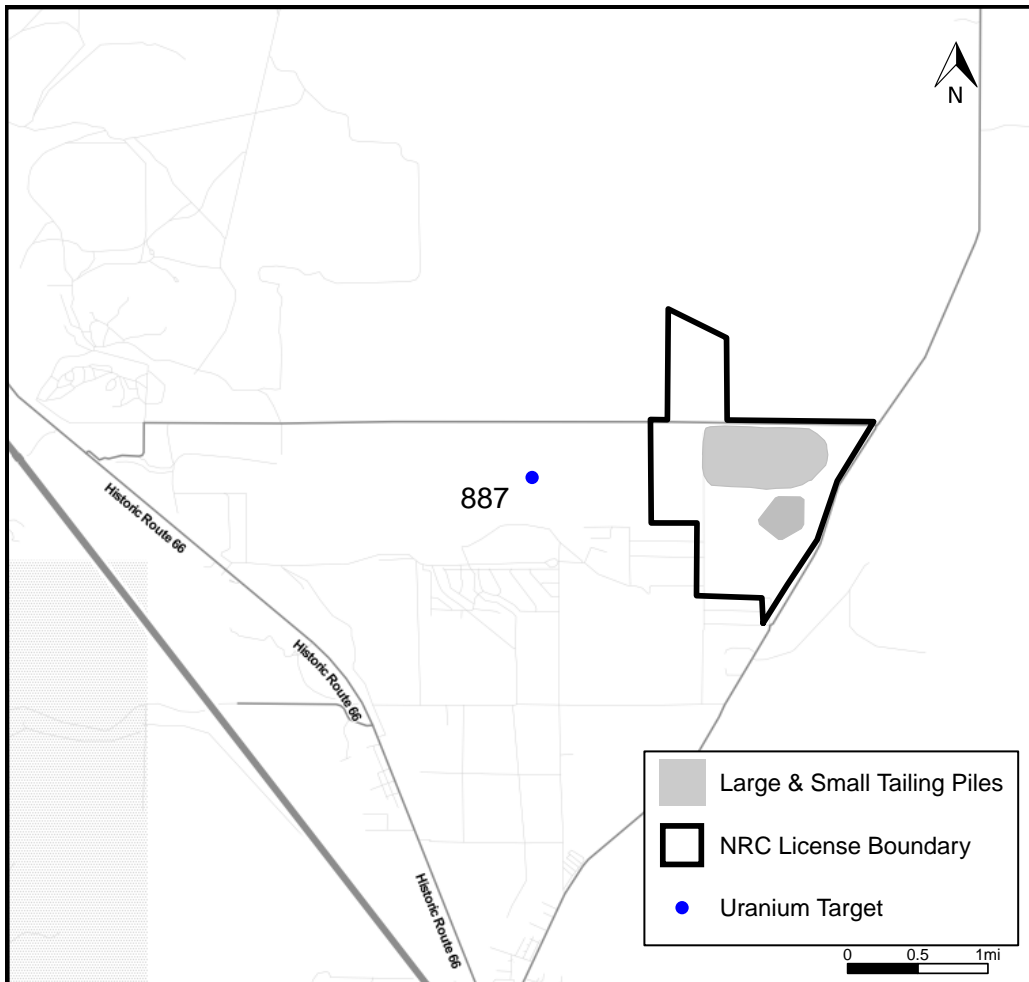 N
887
Historic Route 66
Historic Route 66
Historic Route 66
Large & Small Tailing Piles
NRC License Boundary
Uranium Target
0 0.5 1mi